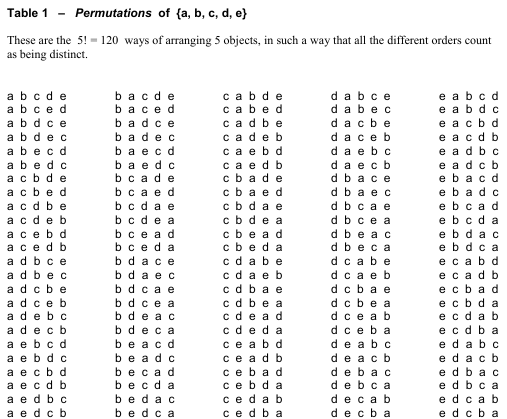 Table 1 – Permutations of {a, b, c, d, e}
These are the 5! = 120 ways of arranging 5 objects, in such a way that all the different orders count
as being distinct.
a b c d e b a c d e c a b d e d a b c e e a b c d
a b c e d b a c e d c a b e d d a b e c e a b d c
a b d c e b a d c e c a d b e d a c b e e a c b d
a b d e c b a d e c c a d e b d a c e b e a c d b
a b e c d b a e c d c a e b d d a e b c e a d b c
a b e d c b a e d c c a e d b d a e c b e a d c b
a c b d e b c a d e c b a d e d b a c e e b a c d
a c b e d b c a e d c b a e d d b a e c e b a d c
a c d b e b c d a e c b d a e d b c a e e b c a d
a c d e b b c d e a c b d e a d b c e a e b c d a
a c e b d b c e a d c b e a d d b e a c e b d a c
a c e d b b c e d a c b e d a d b e c a e b d c a
a d b c e b d a c e c d a b e d c a b e e c a b d
a d b e c b d a e c c d a e b d c a e b e c a d b
a d c b e b d c a e c d b a e d c b a e e c b a d
a d c e b b d c e a c d b e a d c b e a e c b d a
a d e b c b d e a c c d e a d d c e a b e c d a b
a d e c b b d e c a c d e d a d c e b a e c d b a
a e b c d b e a c d c e a b d d e a b c e d a b c
a e b d c b e a d c c e a d b d e a c b e d a c b
a e c b d b e c a d c e b a d d e b a c e d b a c
a e c d b b e c d a c e b d a d e b c a e d b c a
a e d b c b e d a c c e d a b d e c a b e d c a b
a e d c b b e d c a c e d b a d e c b a e d c b a